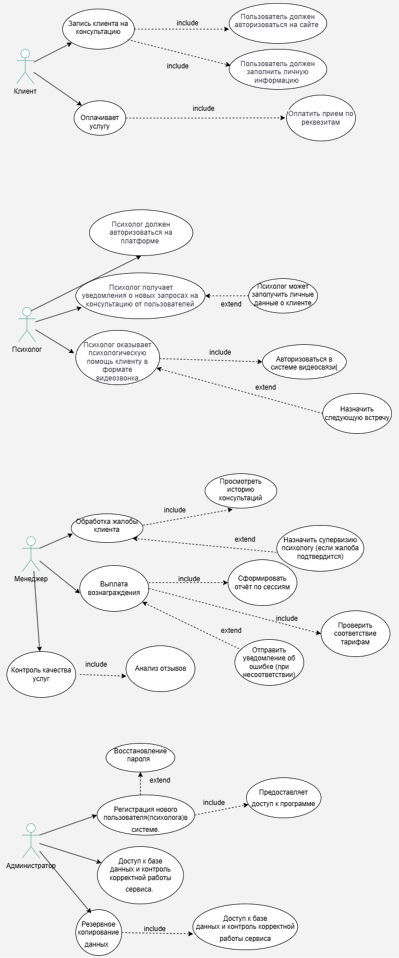 Запись клиента на
консультацию
include
Пользователь должен
авторизоваться на сайте
include
Пользователь должен
заполнить личную
информацию
Клиент
Оплачивает
услугу
include
Оплатить прием по
реквезитам
Психолог должен
авторизоваться на
платформе
Психолог получает
уведомления о новых запросах на
консультацию от пользователей
extend
Психолог может
заполучить личные
данные о клиенте
Психолог
Психолог оказывает
психологическую
помощь клиенту в
формате
видеозвонка
include
Авторизоваться в
системе видеосвязи
extend
Назначить
следующую встречу
Просмотреть
историю
консультаций
include
Обработка жалобы
клиента
extend
Назначить супервизию
психологу (если жалоба
подтвердится)
Менеджер
Выплата
вознаграждения
include
Сформировать
отчёт по сессиям
include
Проверить
соответствие
тарифам
extend
Отправить
уведомление об
ошибке (при
несоответствии)
Контроль качества
услуг
include
Анализ отзывов
Восстановление
пароля
extend
Регистрация нового
пользователя(психолога)в
системе.
include
Предоставляет
доступ к программе
Администратор
Доступ к базе
данных и контроль
корректной работы
сервиса.
Резервное
копирование
данных
include
Доступ к базе
данных и контроль корректной
работы сервиса